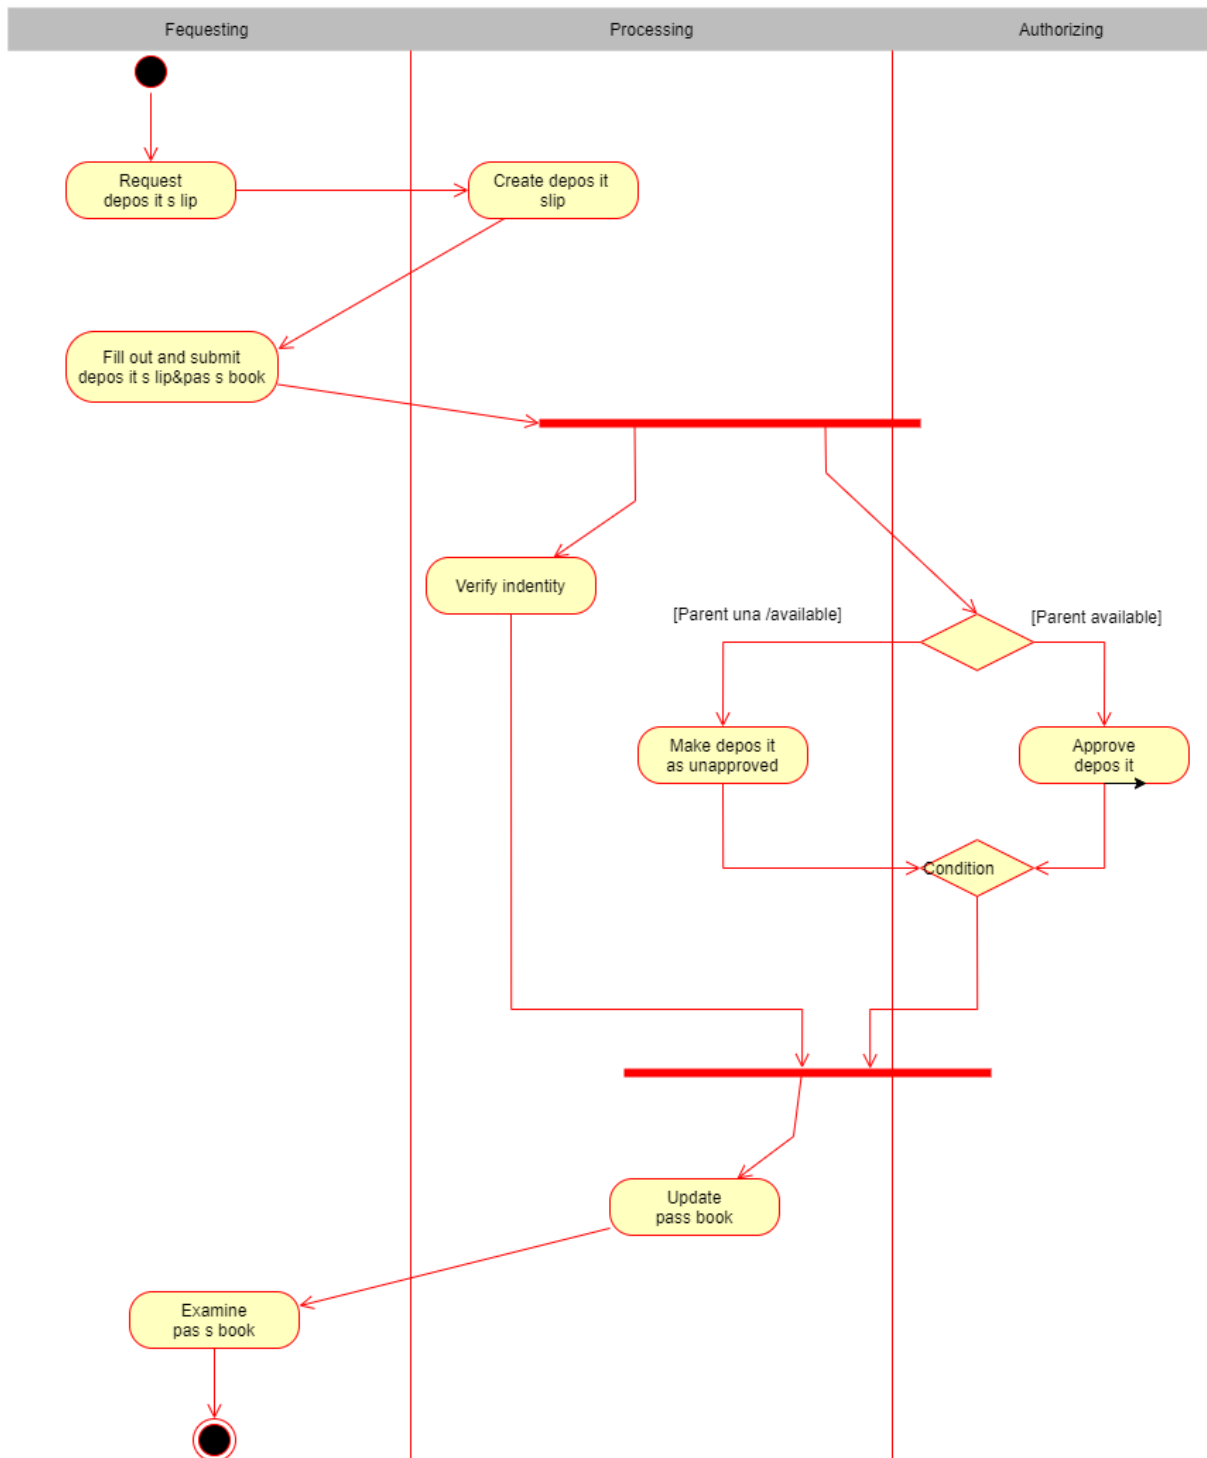 Fequesting
Processing
Authorizing
Request
depos it s lip
Create depos it
slip
Fill out and submit
depos it s lip&pas s book
Verify indentity
[Parent una /available]
[Parent available]
Make depos it
as unapproved
Approve
depos it
Condition
Update
pass book
Examine
pas s book